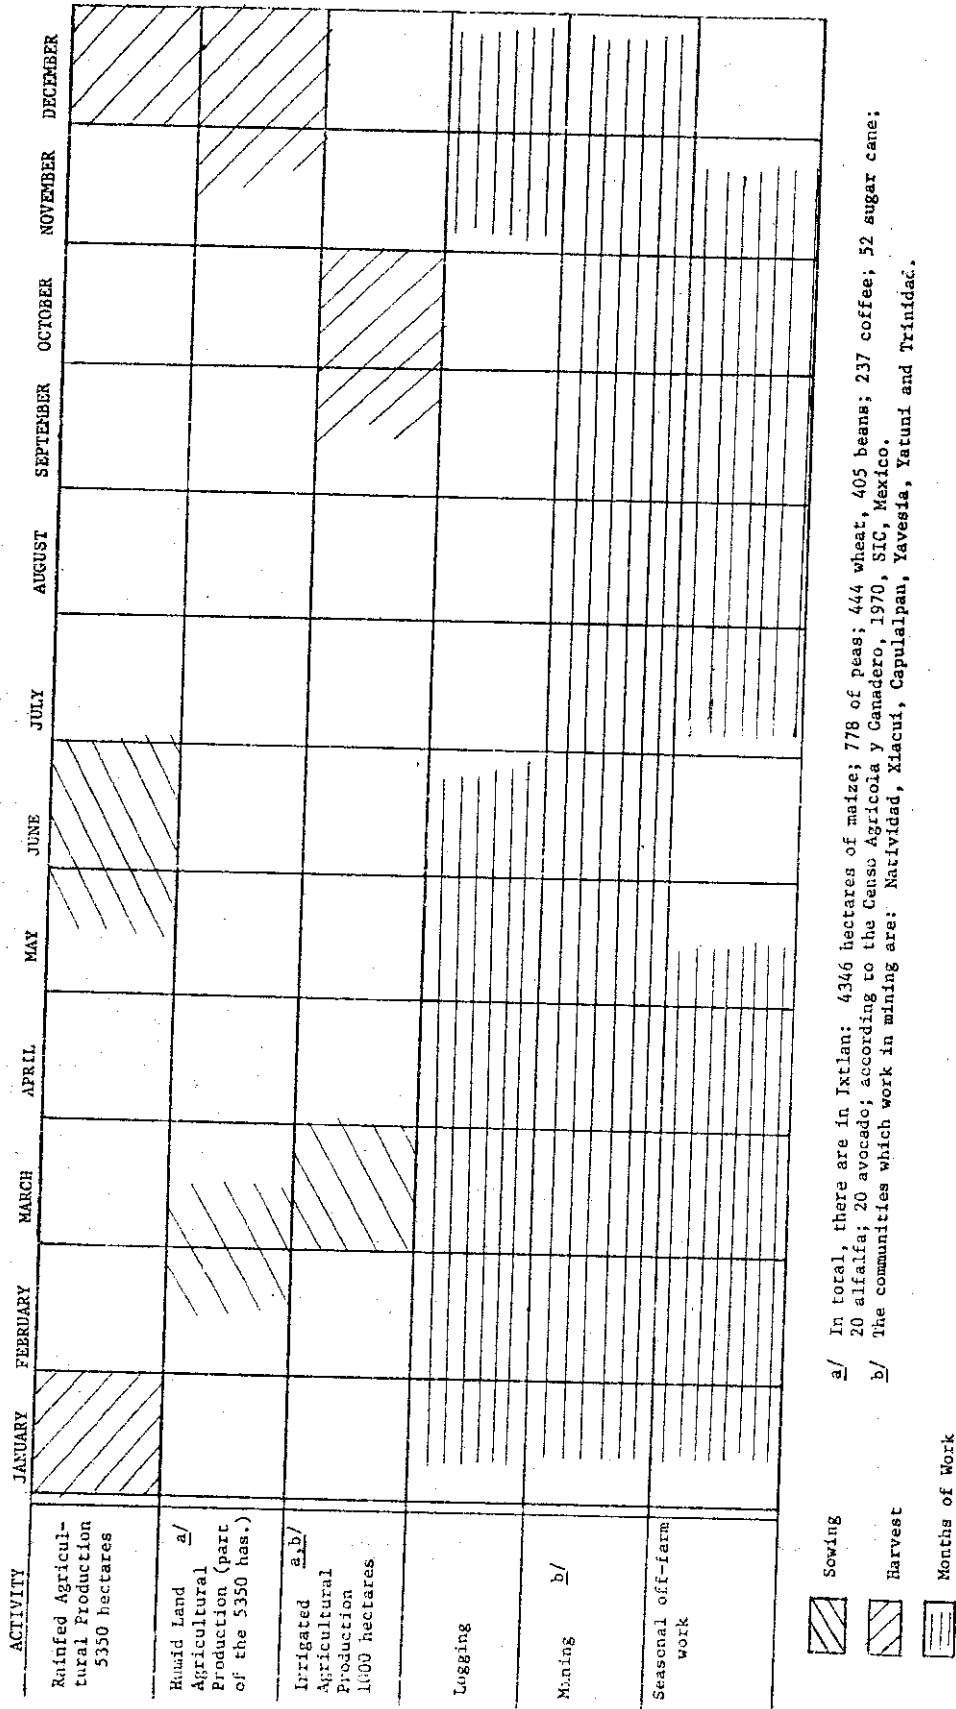 ACTIVITY JANUARY FEBRUARY MARCH APRIL MAY JUNE JULY AUGUST SEPTEMBER OCTOBER NOVEMBER DECEMBER
Rainfed Agricul-
tural Production
5350 hectares
Humid Land a/
Agricultural
Production (part
of the 5350 has.)
Irrigated a,b/
Agricultural
Production
1000 hectares
Logging
Mining b/
Seasonal off-farm
work
Sowing
Harvest
Months of Work
a/ In total, there are in Ixtlan: 4346 hectares of maize; 778 of peas; 444 wheat, 405 beans; 237 coffee; 52 sugar cane;
20 alfalfa; 20 avocado; according to the Censo Agricola y Ganadero, 1970, SIC, Mexico.
b/ The communities which work in mining are: Natividad, Xiacuí, Capulalpan, Yavesia, Yatuni and Trinidad.